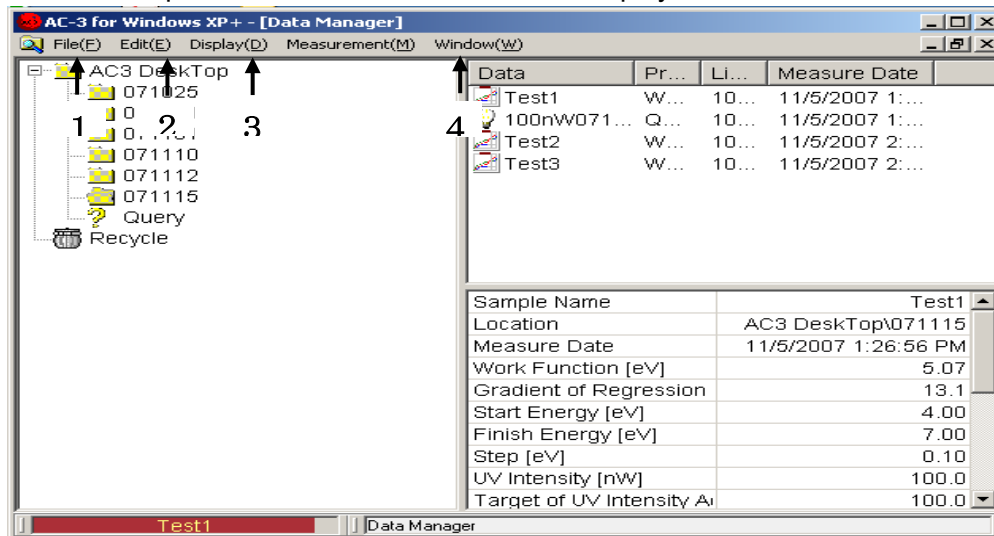 AC-3 for Windows XP+ - [Data Manager]
File(F) Edit(E) Display(D) Measurement(M) Window(W)
AC3 DeskTop
071025
071110
071112
071115
Query
Recycle
1 2 3 4
Data Pr... Li... Measure Date
Test1 W... 10... 11/5/2007 1:...
100nW071... Q... 10... 11/5/2007 1:...
Test2 W... 10... 11/5/2007 2:...
Test3 W... 10... 11/5/2007 2:...
Sample Name Test1
Location AC3 DeskTop\071115
Measure Date 11/5/2007 1:26:56 PM
Work Function [eV] 5.07
Gradient of Regression 13.1
Start Energy [eV] 4.00
Finish Energy [eV] 7.00
Step [eV] 0.10
UV Intensity [nW] 100.0
Target of UV Intensity 100.0
Test1 Data Manager